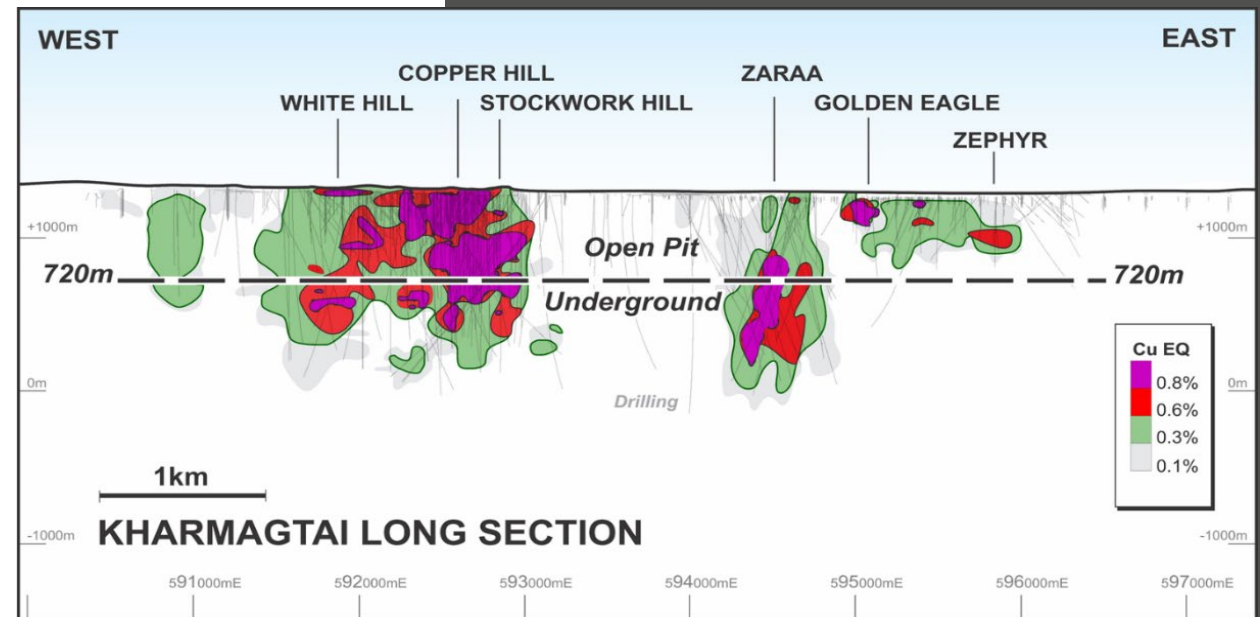 WEST
EAST
COPPER HILL
ZARAA
WHITE HILL
STOCKWORK HILL
GOLDEN EAGLE
ZEPHYR
+1000m
Open Pit
+1000m
720m
720m
Underground
Cu EQ
0.8%
0.6%
0.3%
0.1%
0m
0m
Drilling
1km
KHARMAGTAI LONG SECTION
-1000m
-1000m
591000mE
592000mE
593000mE
594000mE
595000mE
596000mE
597000mE